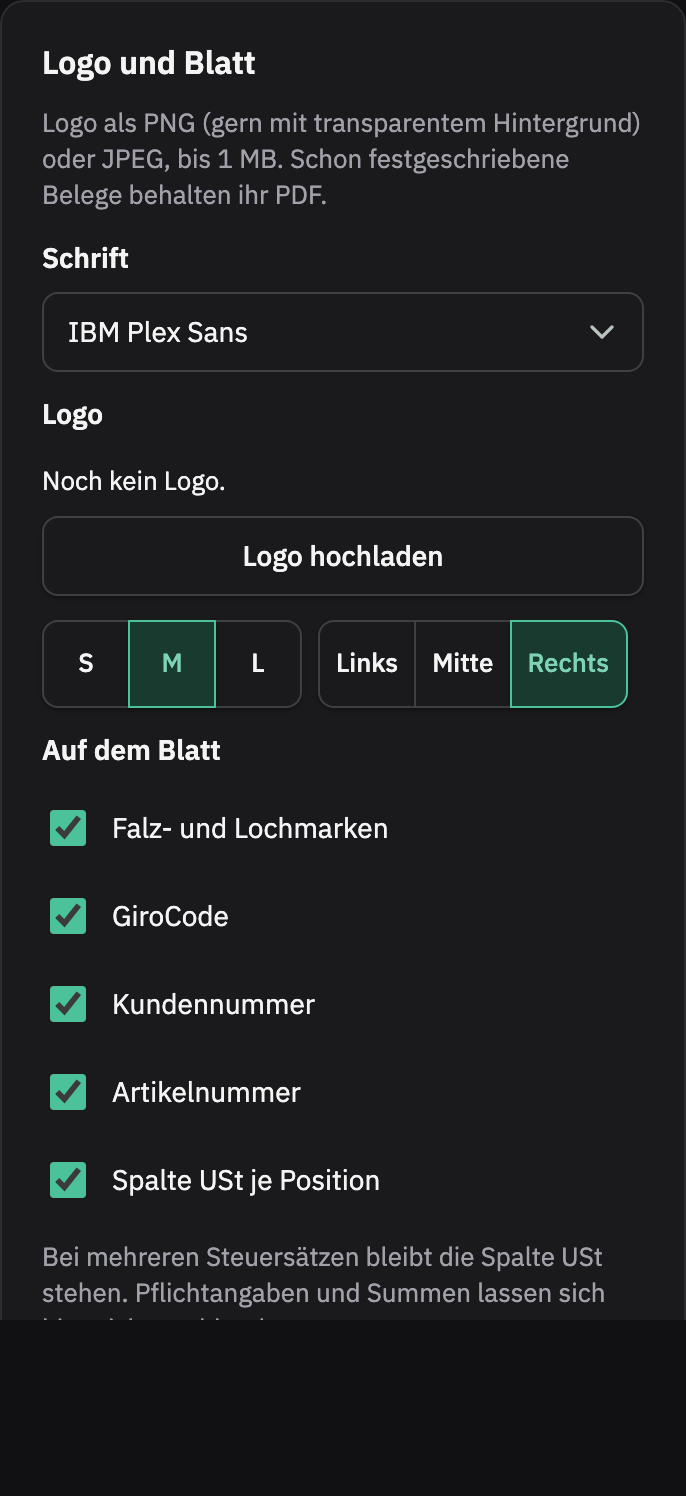 Logo und Blatt
Logo als PNG (gern mit transparentem Hintergrund)
oder JPEG, bis 1 MB. Schon festgeschriebene
Belege behalten ihr PDF.
Schrift
IBM Plex Sans
Logo
Noch kein Logo.
Logo hochladen
S M L Links Mitte Rechts
Auf dem Blatt
Falz- und Lochmarken
GiroCode
Kundennummer
Artikelnummer
Spalte USt je Position
Bei mehreren Steuersätzen bleibt die Spalte USt
stehen. Pflichtangaben und Summen lassen sich